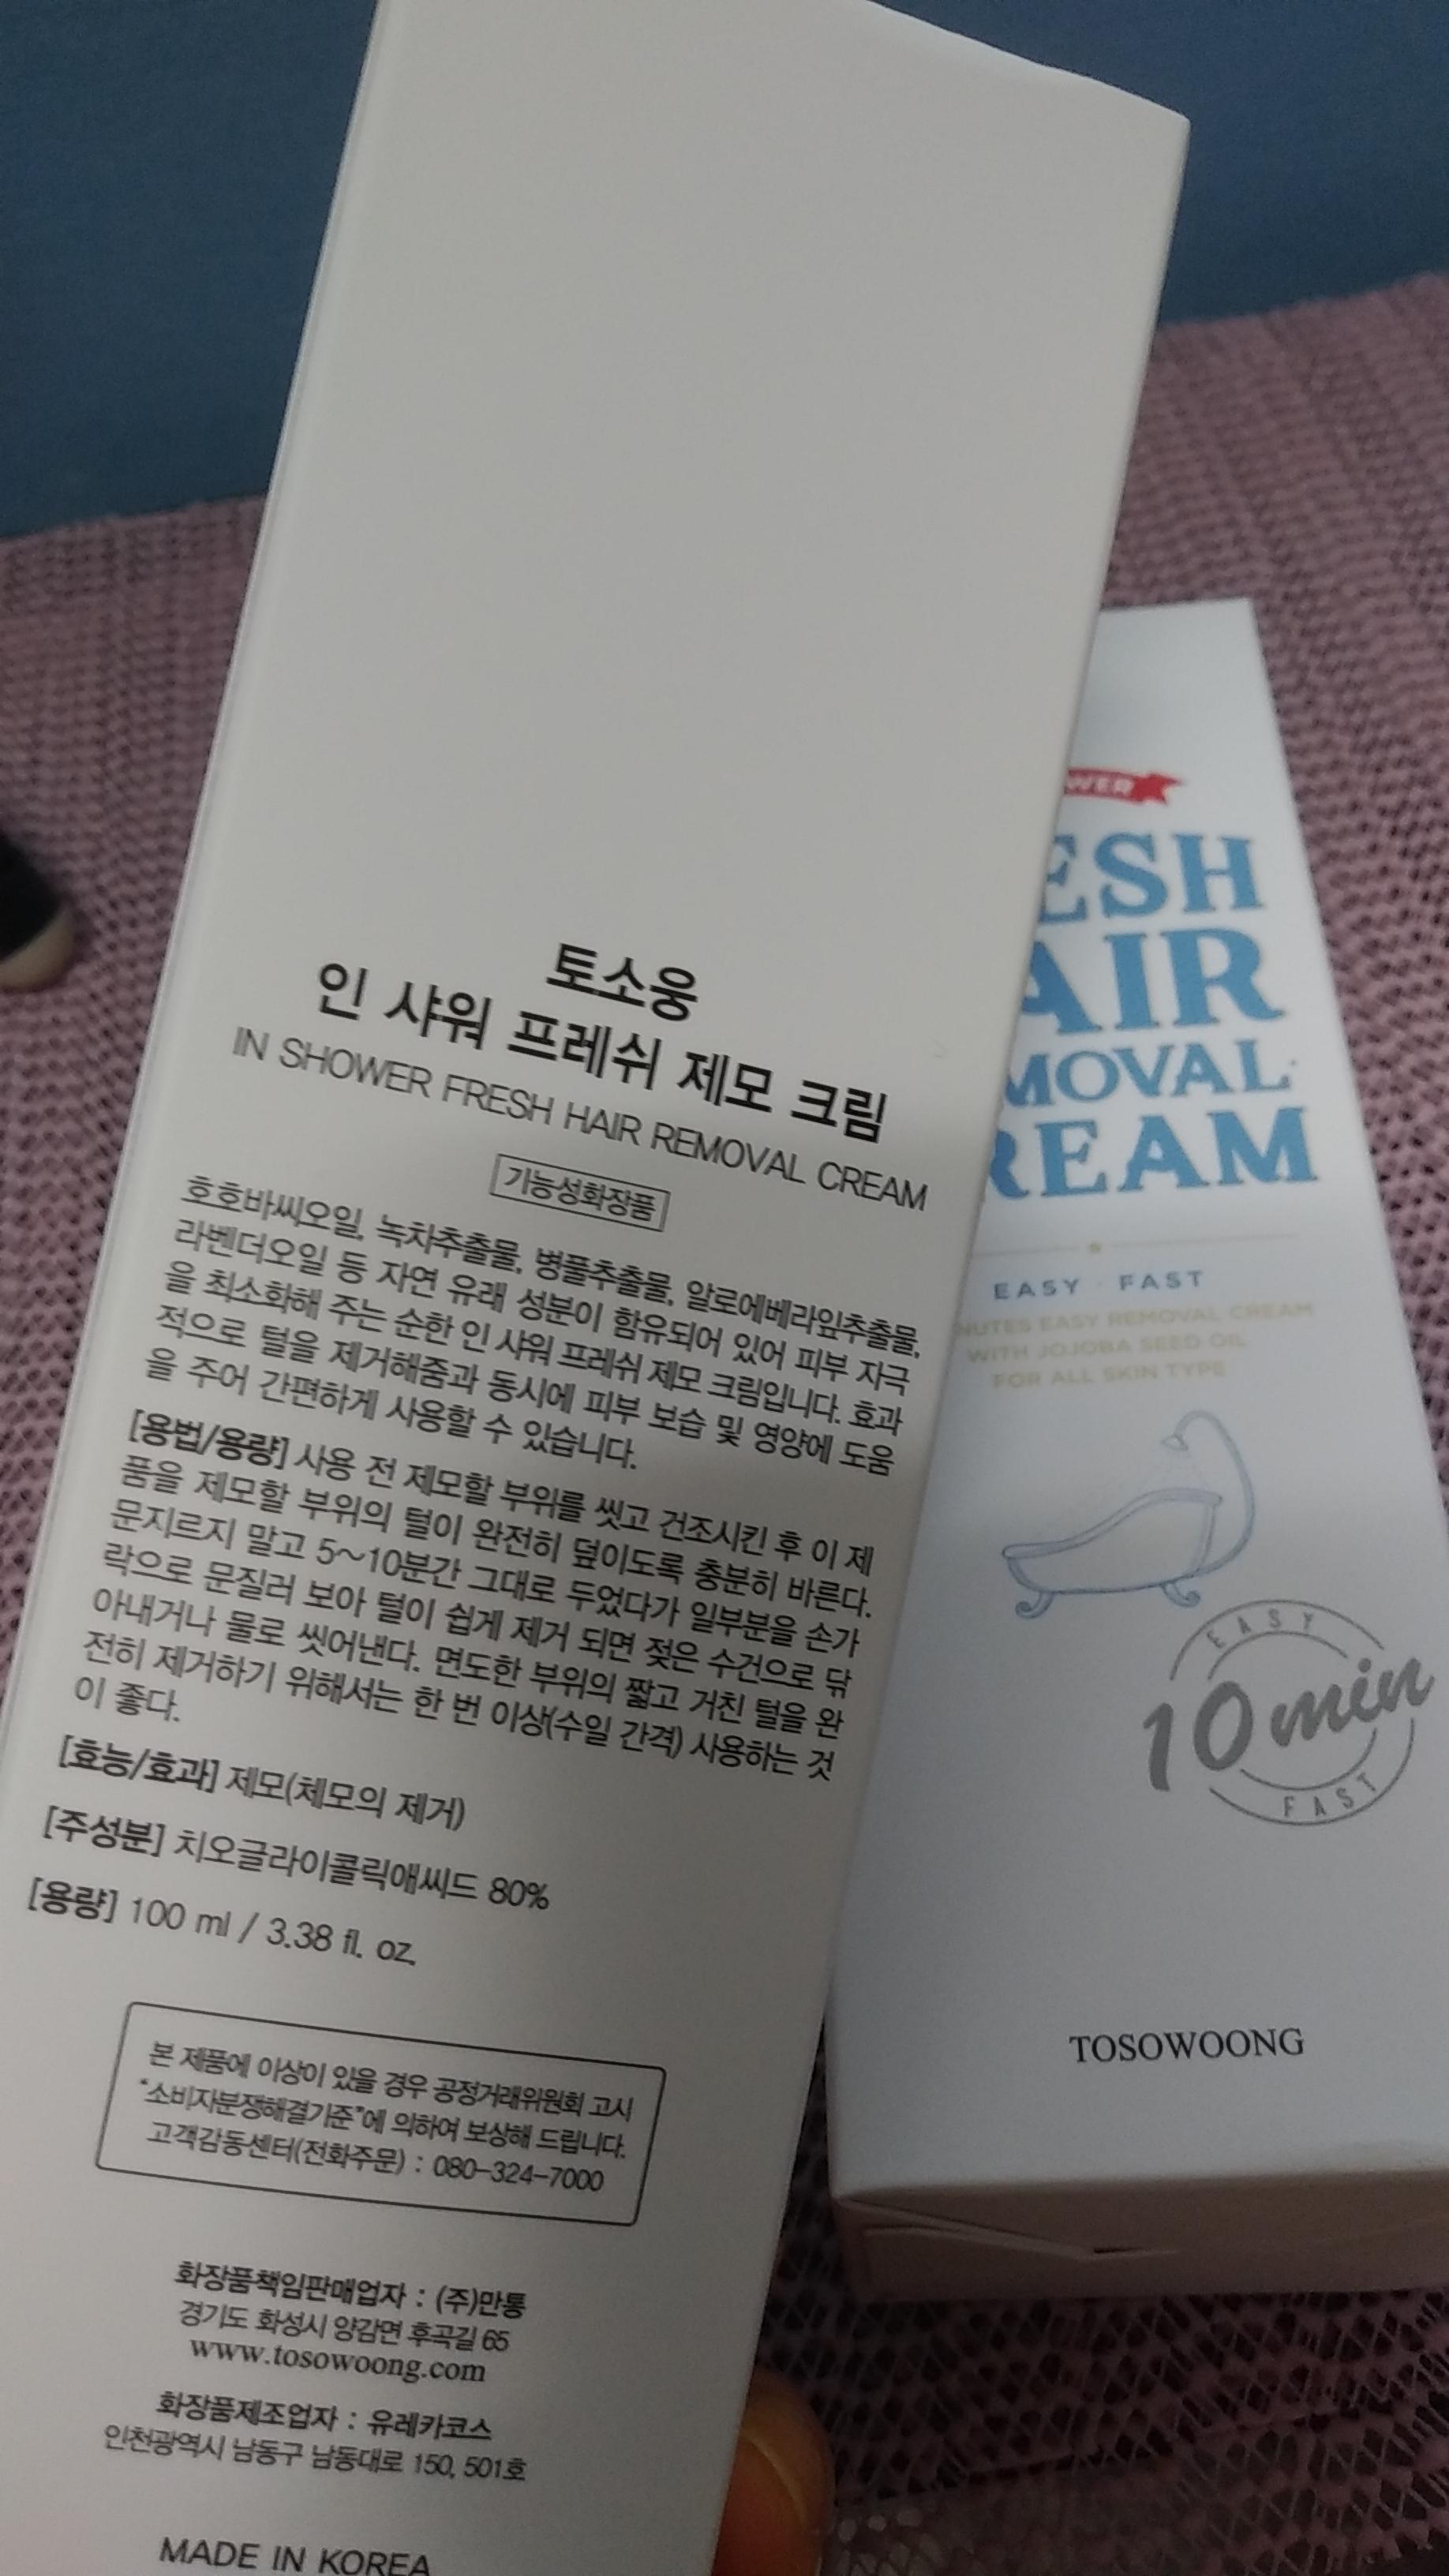 토소웅
인 샤워 프레쉬 제모 크림
IN SHOWER FRESH HAIR REMOVAL CREAM
기능성화장품
호호바씨오일, 녹차추출물, 병풀추출물, 알로에베라잎추출물,
라벤더오일 등 자연 유래 성분이 함유되어 있어 피부 자극
을 최소화해 주는 순한 인 샤워 프레쉬 제모 크림입니다. 효과
적으로 털을 제거해줌과 동시에 피부 보습 및 영양에 도움
을 주어 간편하게 사용할 수 있습니다.
[용법/용량] 사용 전 제모할 부위를 씻고 건조시킨 후 이 제
품을 제모할 부위의 털이 완전히 덮이도록 충분히 바른다.
문지르지 말고 5~10분간 그대로 두었다가 일부분을 손가
락으로 문질러 보아 털이 쉽게 제거 되면 젖은 수건으로 닦
아내거나 물로 씻어낸다. 면도한 부위의 짧고 거친 털을 완
전히 제거하기 위해서는 한 번 이상(수일 간격) 사용하는 것
이 좋다.
[효능/효과] 제모(체모의 제거)
[주성분] 치오글라이콜릭애씨드 80%
[용량] 100 ml / 3.38 fl. oz.
본 제품에 이상이 있을 경우 공정거래위원회 고시
"소비자분쟁해결기준"에 의하여 보상해 드립니다.
고객감동센터(전화주문) : 080-324-7000
화장품책임판매업자 : (주)만통
경기도 화성시 양감면 후곡길 65
www.tosowoong.com
화장품제조업자 : 유레카코스
인천광역시 남동구 남동대로 150, 501호
MADE IN KOREA
WER
ESH
AIR
MOVAL
REAM
EASY · FAST
NUTES EASY REMOVAL CREAM
WITH JOJOBA SEED OIL
FOR ALL SKIN TYPE
EASY
10 min
FAST
TOSOWOONG